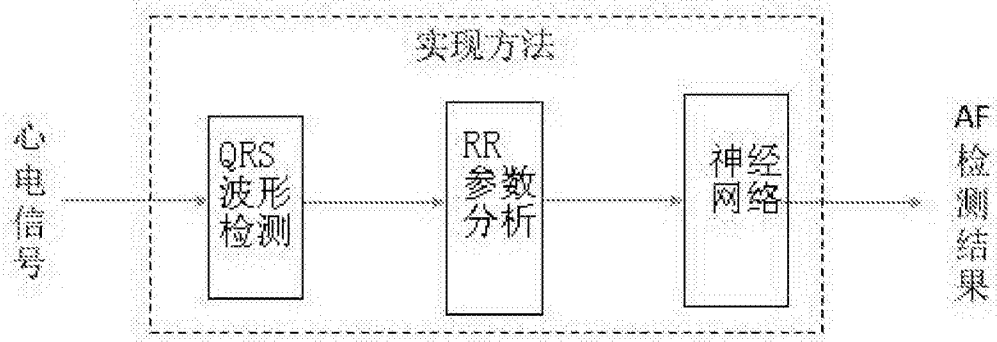 实现方法
心电信号
QRS
波形
检测
RR
参数
分析
神经
网络
AF
检测结果